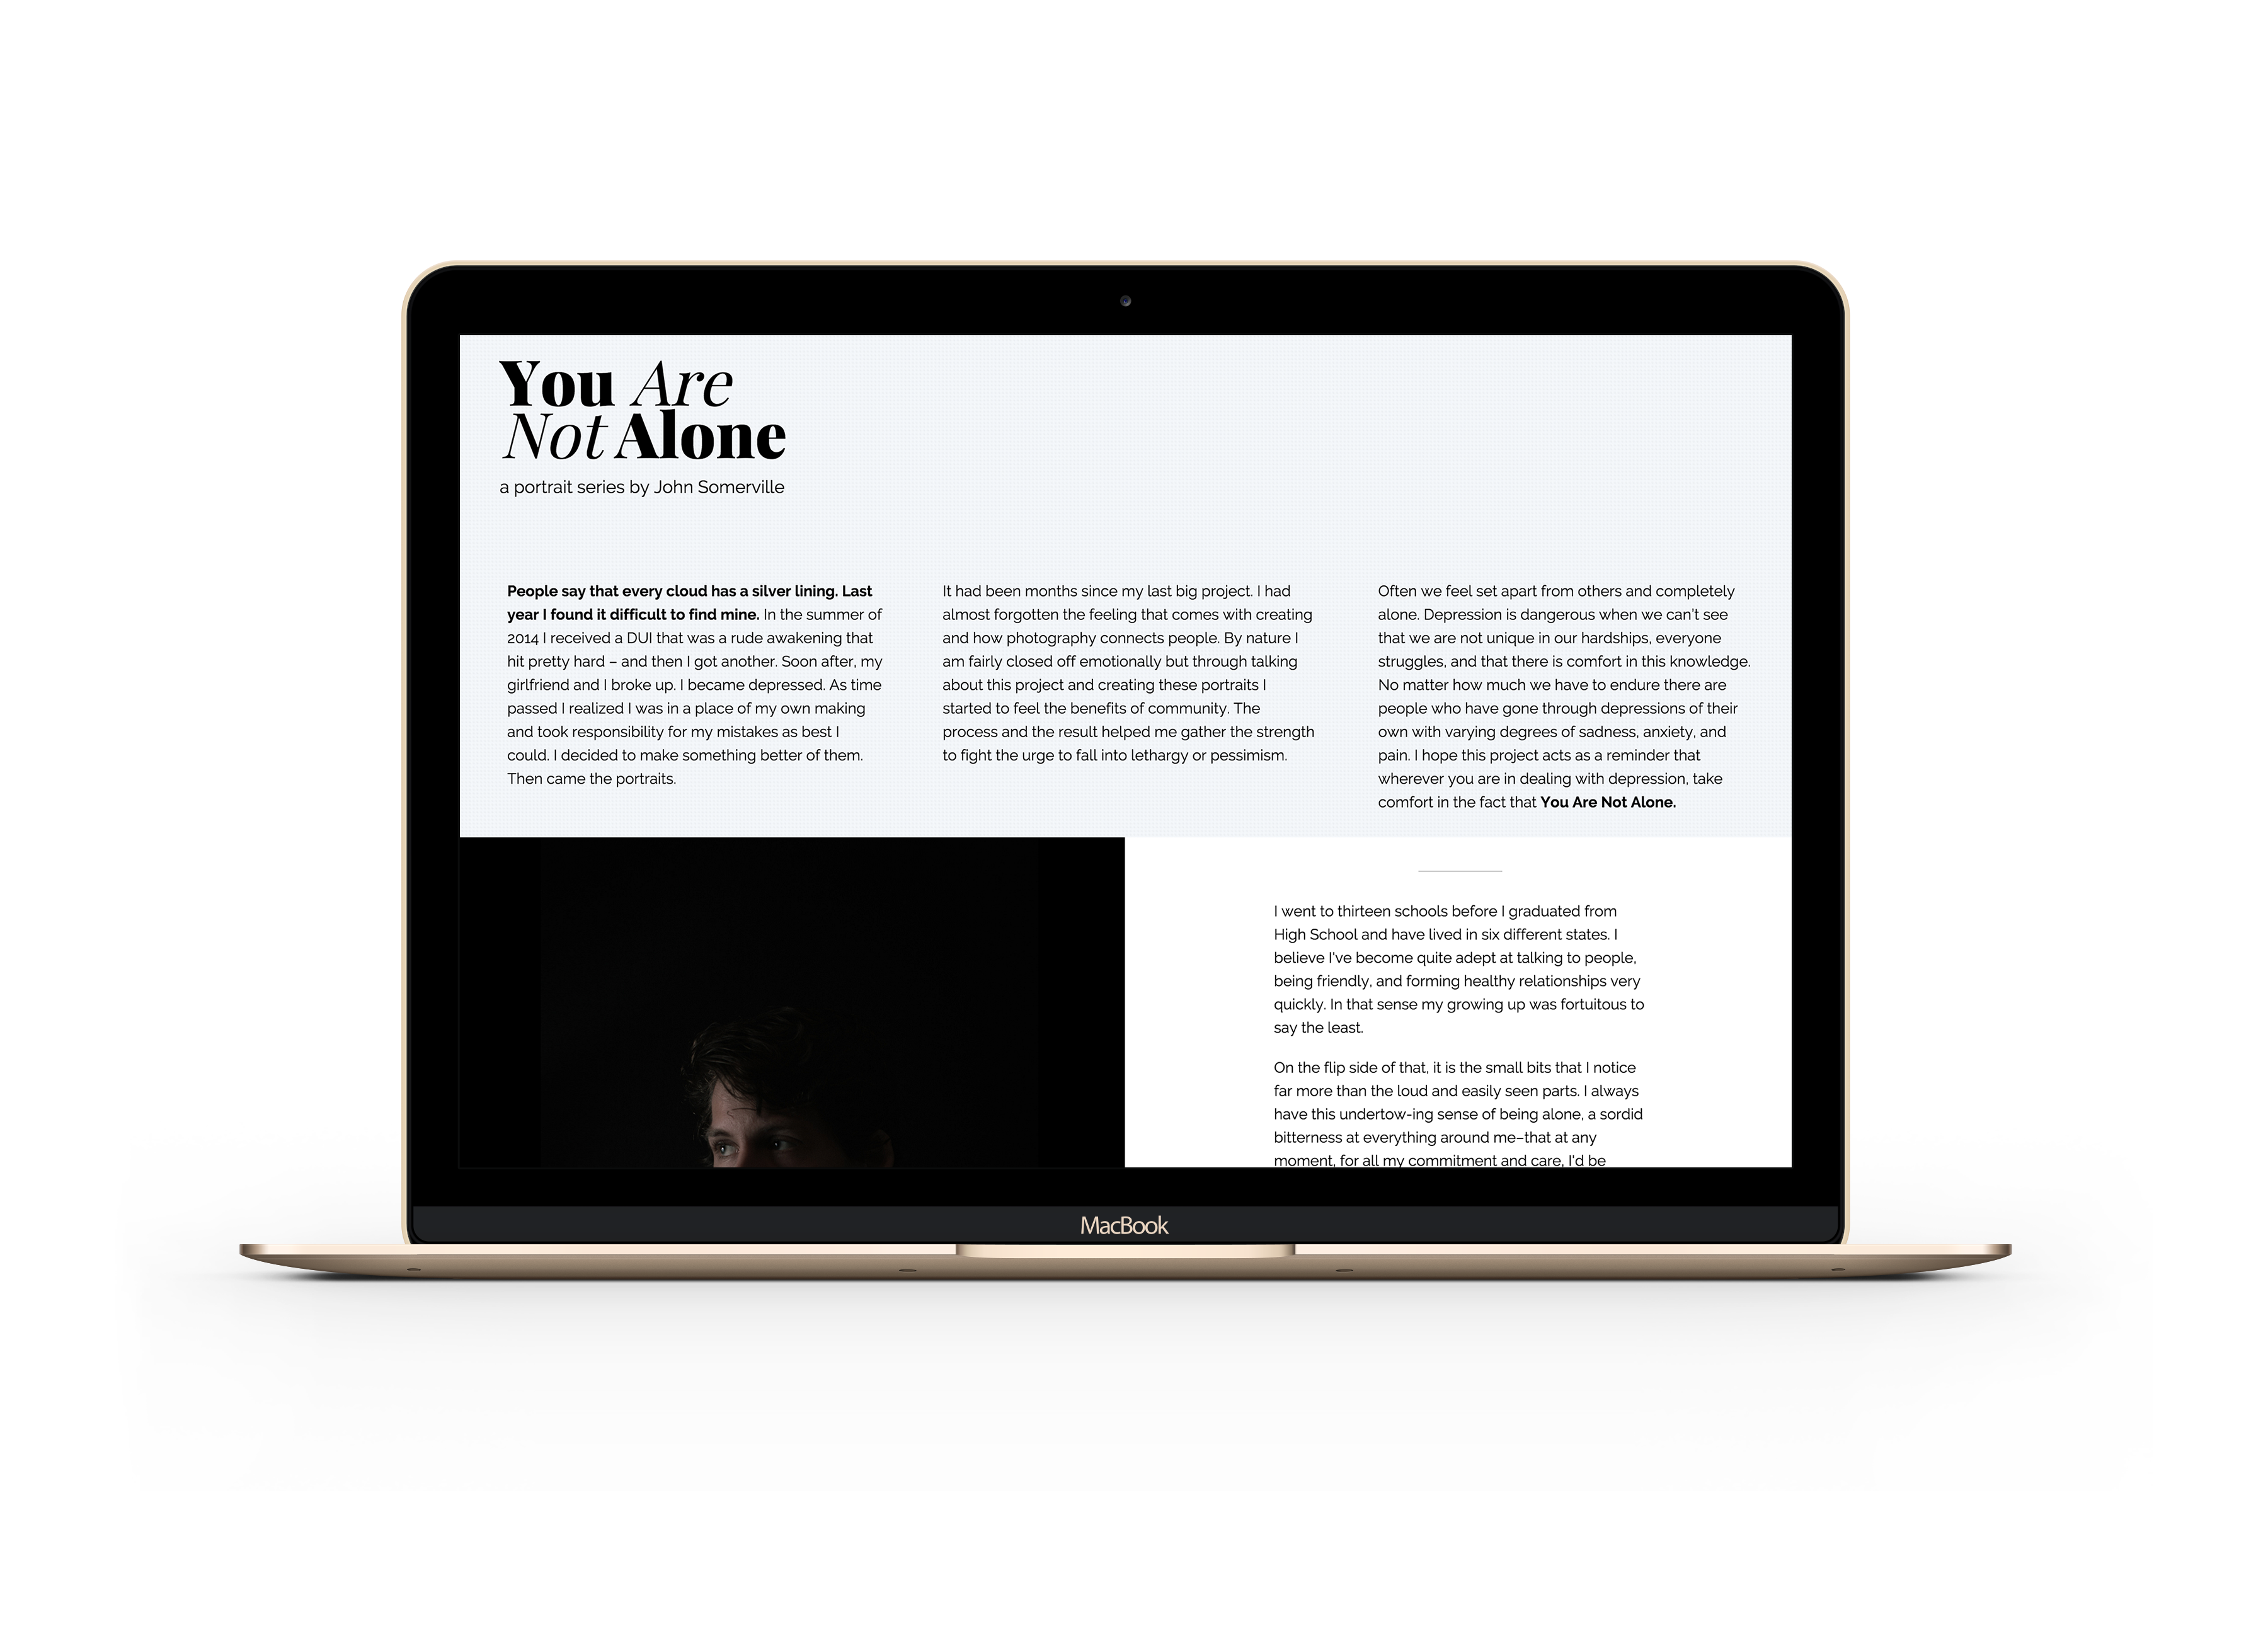 You Are
Not Alone
a portrait series by John Somerville
People say that every cloud has a silver lining. Last
year I found it difficult to find mine. In the summer of
2014 I received a DUI that was a rude awakening that
hit pretty hard – and then I got another. Soon after, my
girlfriend and I broke up. I became depressed. As time
passed I realized I was in a place of my own making
and took responsibility for my mistakes as best I
could. I decided to make something better of them.
Then came the portraits.
It had been months since my last big project. I had
almost forgotten the feeling that comes with creating
and how photography connects people. By nature I
am fairly closed off emotionally but through talking
about this project and creating these portraits I
started to feel the benefits of community. The
process and the result helped me gather the strength
to fight the urge to fall into lethargy or pessimism.
Often we feel set apart from others and completely
alone. Depression is dangerous when we can't see
that we are not unique in our hardships, everyone
struggles, and that there is comfort in this knowledge.
No matter how much we have to endure there are
people who have gone through depressions of their
own with varying degrees of sadness, anxiety, and
pain. I hope this project acts as a reminder that
wherever you are in dealing with depression, take
comfort in the fact that You Are Not Alone.
I went to thirteen schools before I graduated from
High School and have lived in six different states. I
believe I've become quite adept at talking to people,
being friendly, and forming healthy relationships very
quickly. In that sense my growing up was fortuitous to
say the least.
On the flip side of that, it is the small bits that I notice
far more than the loud and easily seen parts. I always
have this undertow-ing sense of being alone, a sordid
bitterness at everything around me–that at any
moment, for all my commitment and care, I'd be
MacBook